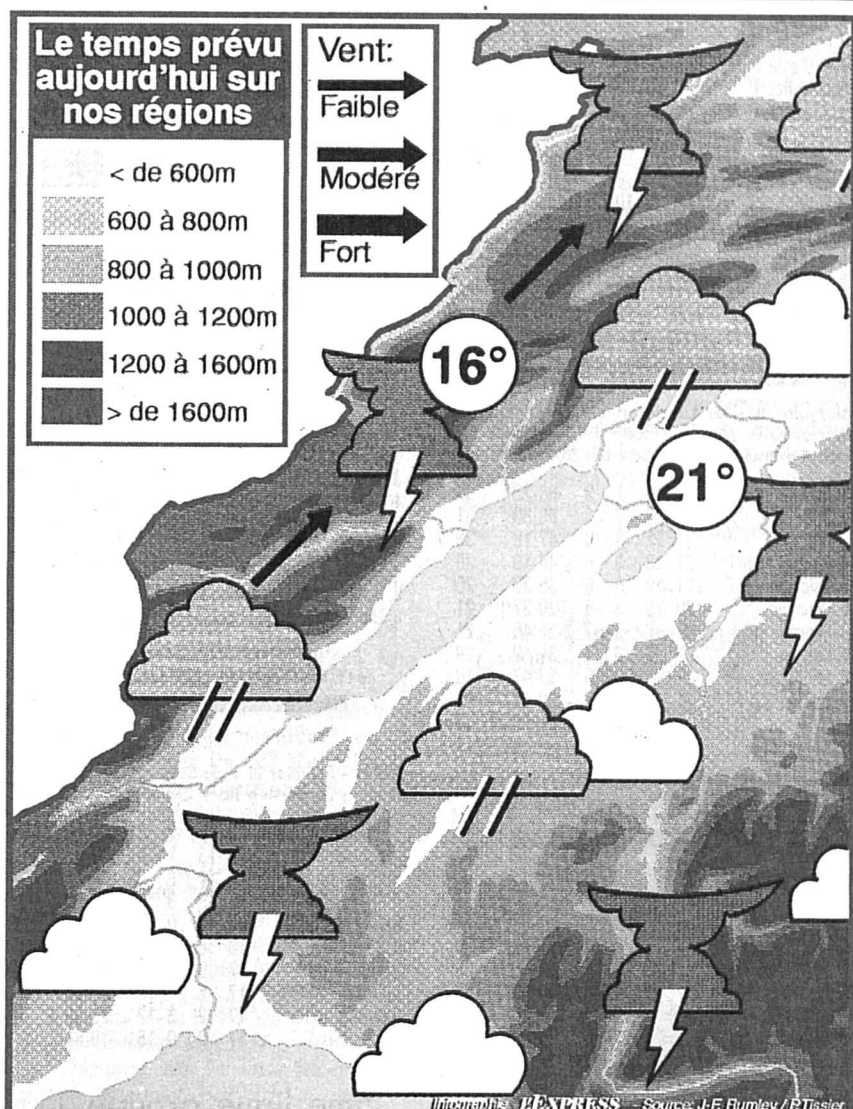 Le temps prévu
aujourd'hui sur
nos régions
< de 600m
600 à 800m
800 à 1000m
1000 à 1200m
1200 à 1600m
> de 1600m
Vent:
Faible
Modéré
Fort
16°
21°
Infographie L'EXPRESS - Source: J-F. Rumley / P.Tissier